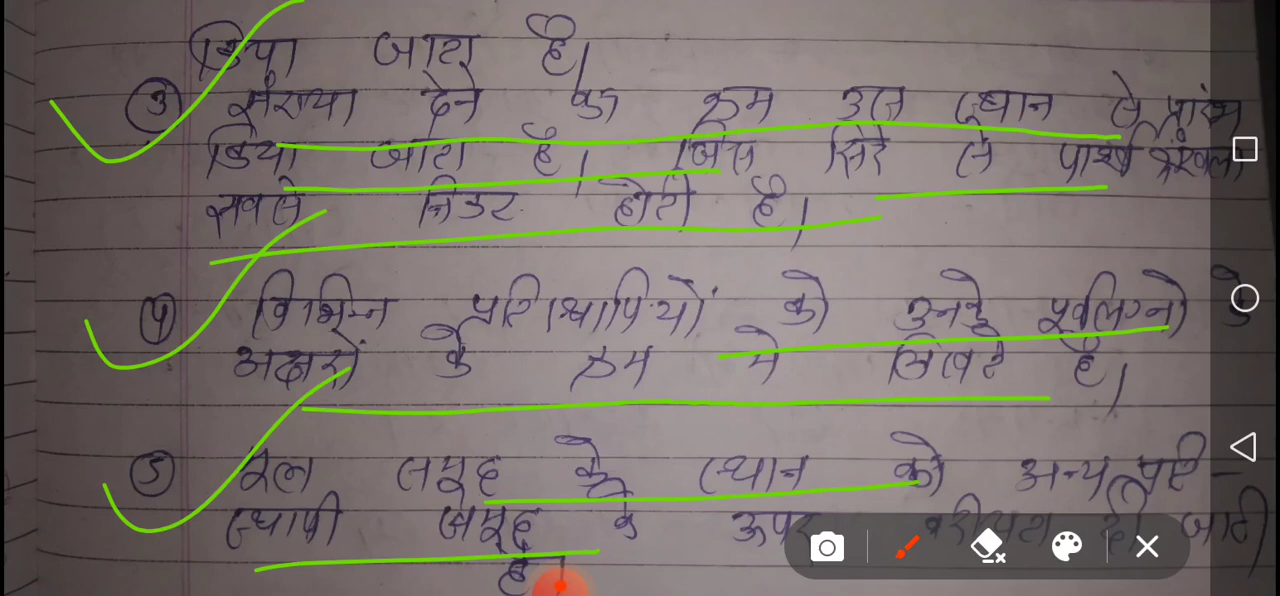 किया जाता है।
③ संख्या देने का क्रम उस स्थान से प्रारंभ
किया जाता है। जिस सिरे से पार्श्व श्रृंखला
सबसे निकट होती है।
④ विभिन्न प्रतिस्थापियों को उनके पूर्वलग्नो के
अक्षरों के क्रम मे लिखते है।
⑤ एल समूह के स्थान को अन्य प्रति-
स्थापी समूह के ऊपर वरीयता दी जाती
है।